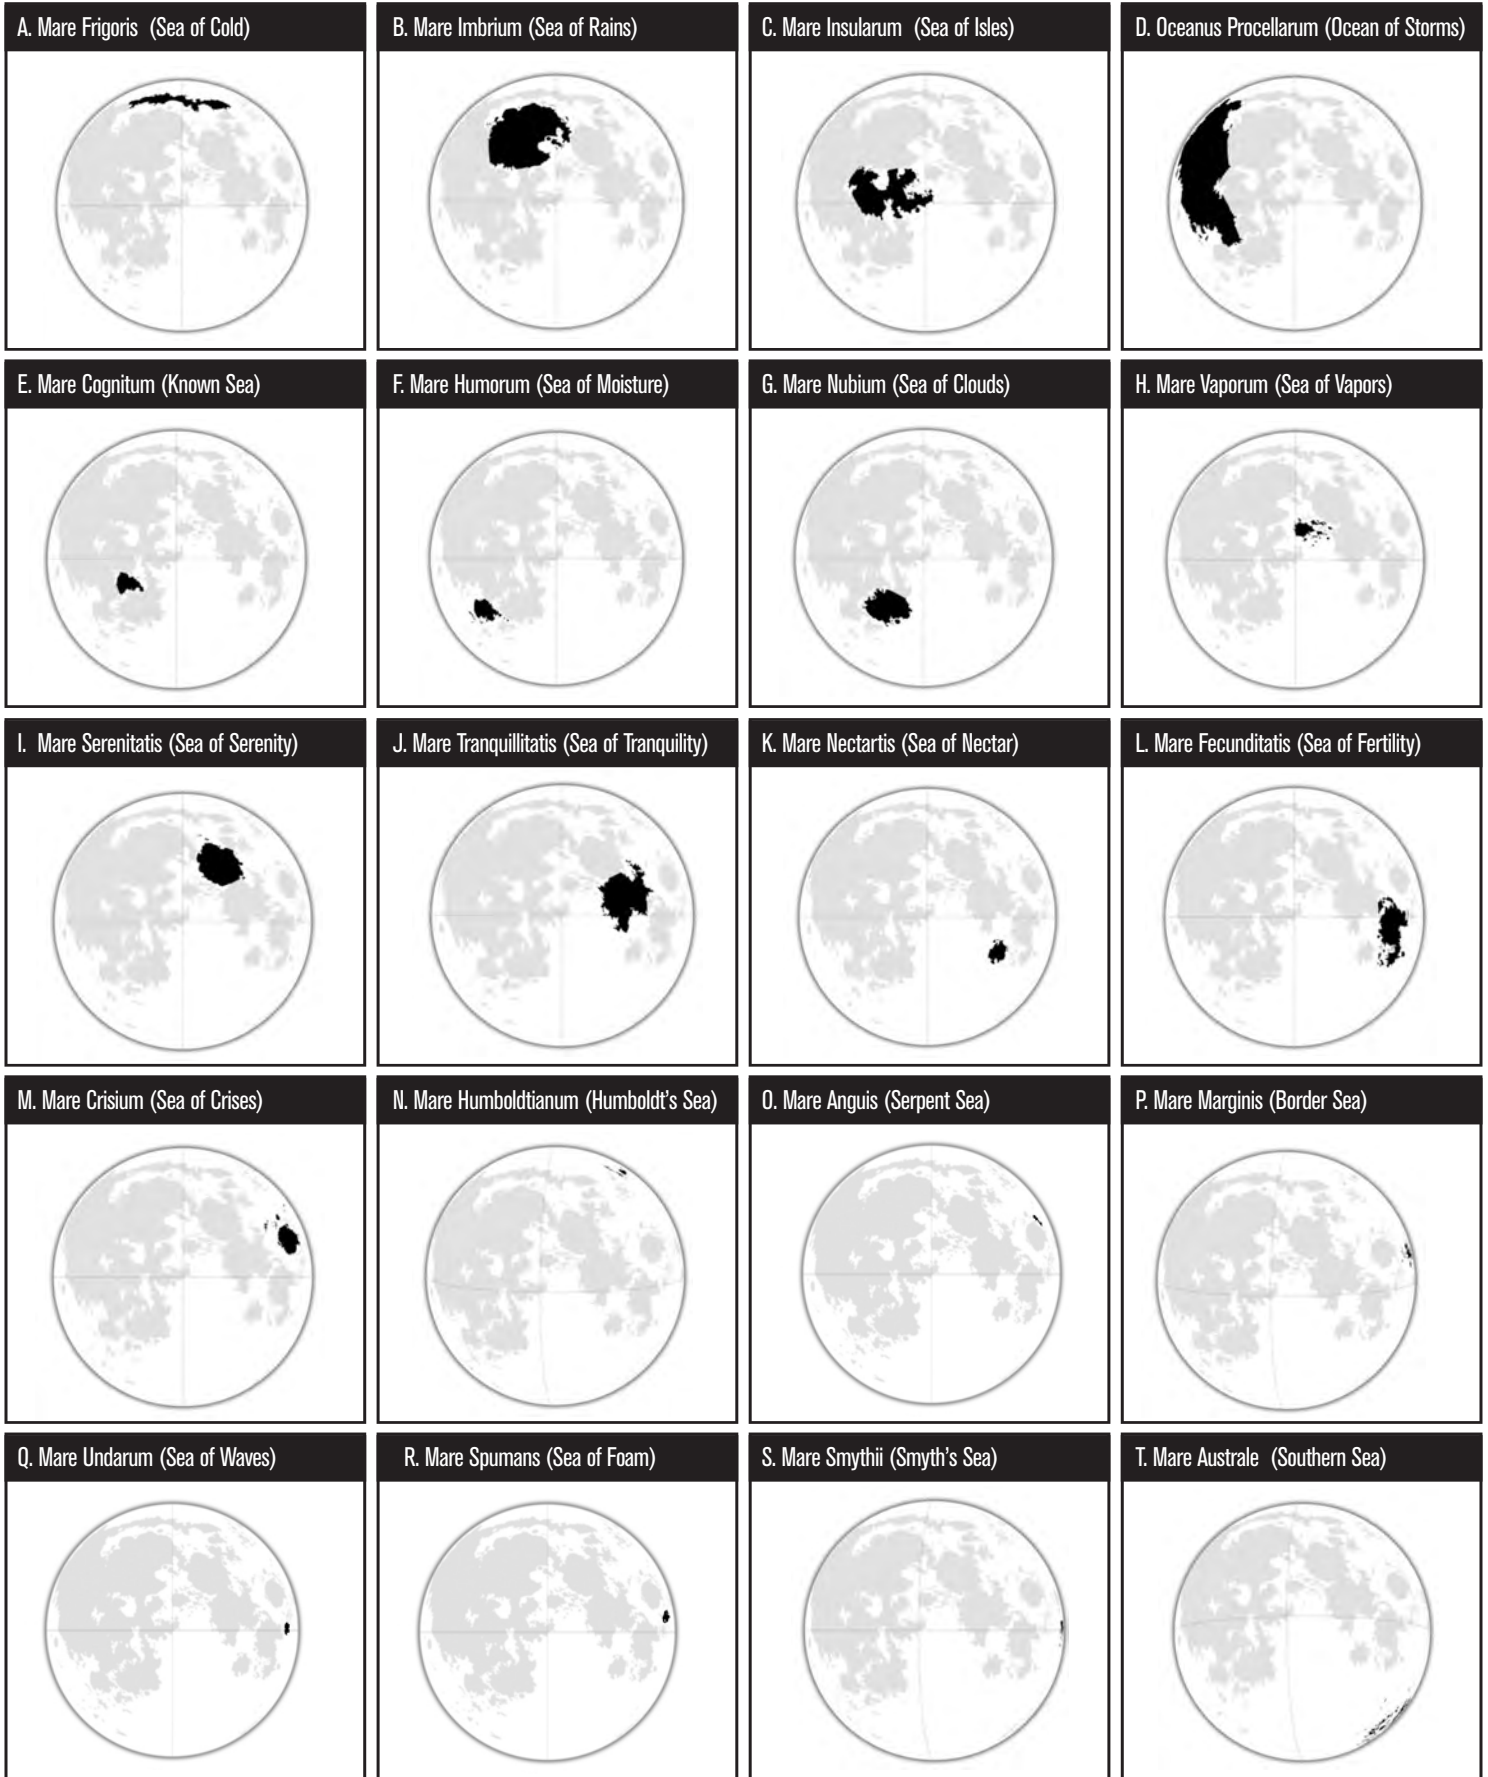 A. Mare Frigoris (Sea of Cold)
B. Mare Imbrium (Sea of Rains)
C. Mare Insularum (Sea of Isles)
D. Oceanus Procellarum (Ocean of Storms)
E. Mare Cognitum (Known Sea)
F. Mare Humorum (Sea of Moisture)
G. Mare Nubium (Sea of Clouds)
H. Mare Vaporum (Sea of Vapors)
I. Mare Serenitatis (Sea of Serenity)
J. Mare Tranquillitatis (Sea of Tranquility)
K. Mare Nectartis (Sea of Nectar)
L. Mare Fecunditatis (Sea of Fertility)
M. Mare Crisium (Sea of Crises)
N. Mare Humboldtianum (Humboldt's Sea)
O. Mare Anguis (Serpent Sea)
P. Mare Marginis (Border Sea)
Q. Mare Undarum (Sea of Waves)
R. Mare Spumans (Sea of Foam)
S. Mare Smythii (Smyth's Sea)
T. Mare Australe (Southern Sea)